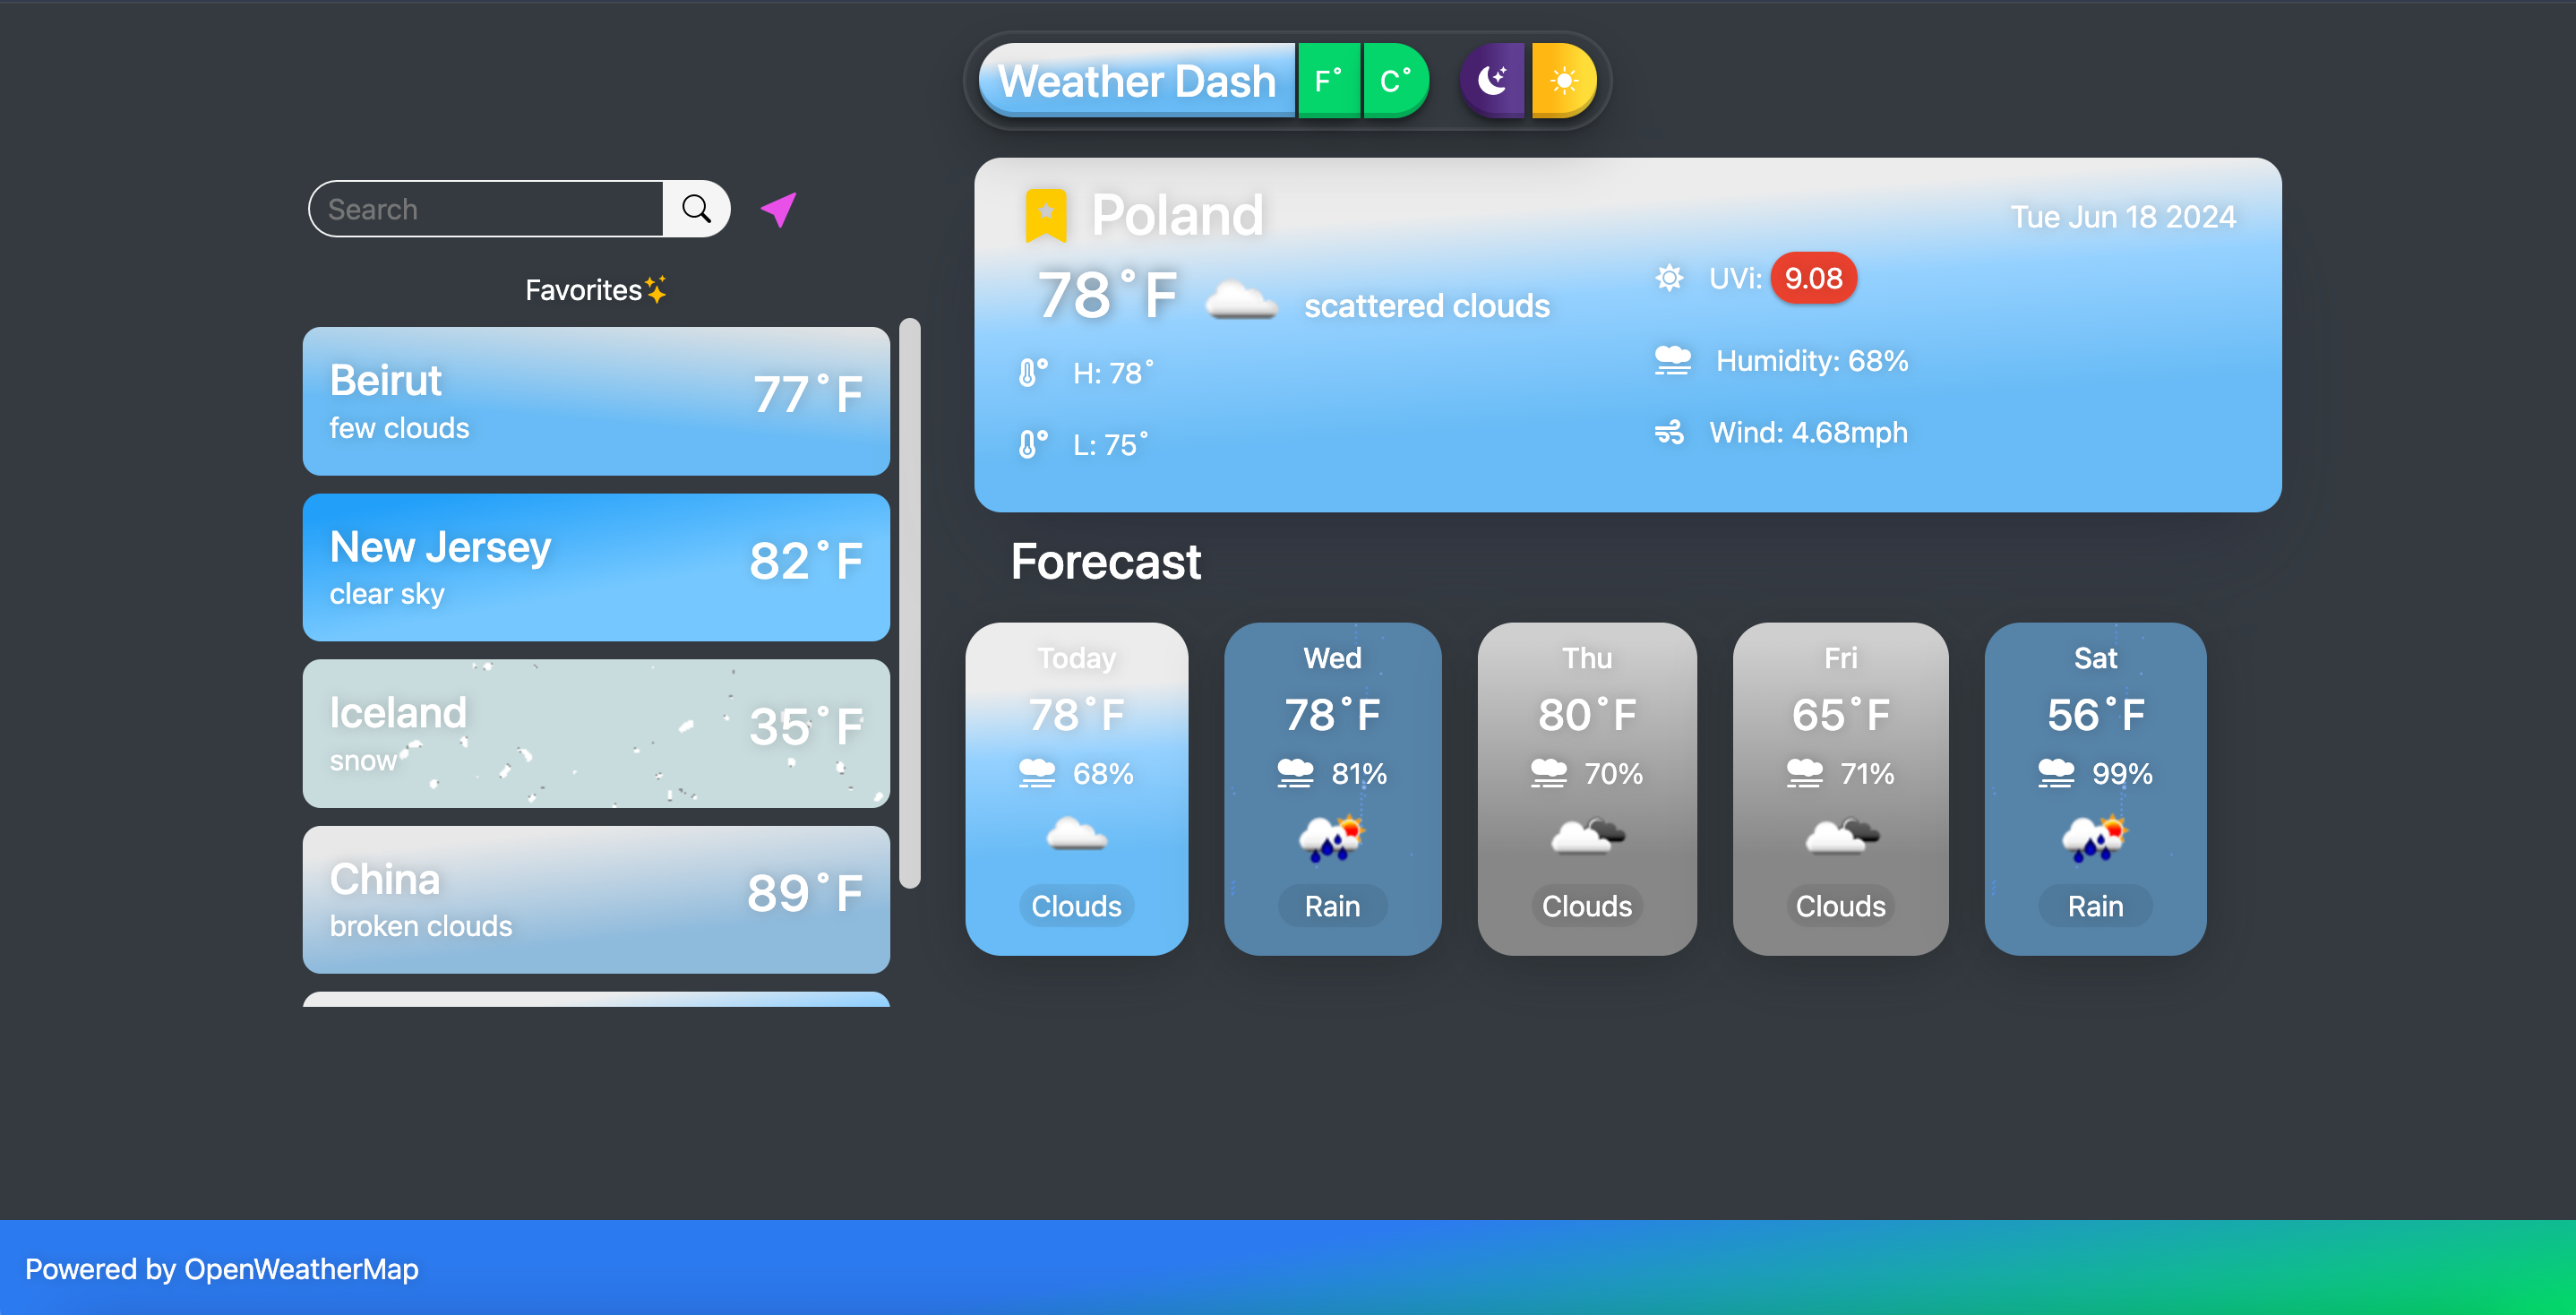 Weather Dash F° C°
Search
Favorites✨
Beirut
77°F
few clouds
New Jersey
82°F
clear sky
Iceland
35°F
snow
China
89°F
broken clouds
Poland
Tue Jun 18 2024
78°F scattered clouds
H: 78°
L: 75°
UVi: 9.08
Humidity: 68%
Wind: 4.68mph
Forecast
Today
78°F
68%
Clouds
Wed
78°F
81%
Rain
Thu
80°F
70%
Clouds
Fri
65°F
71%
Clouds
Sat
56°F
99%
Rain
Powered by OpenWeatherMap